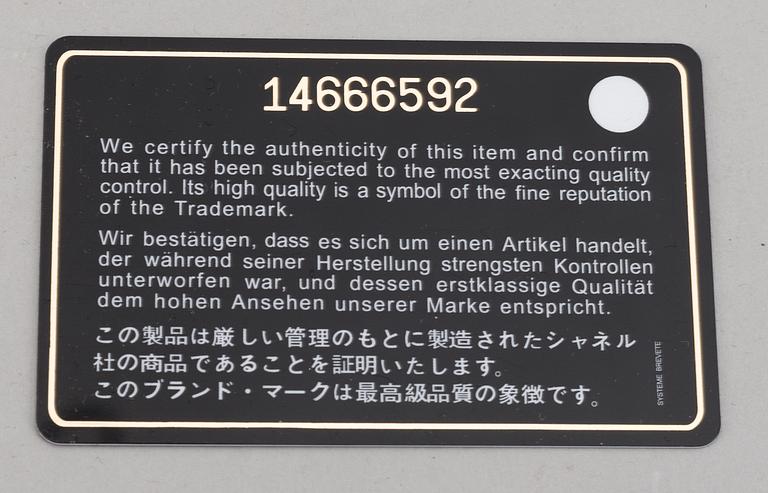 14666592
We certify the authenticity of this item and confirm
that it has been subjected to the most exacting quality
control. Its high quality is a symbol of the fine reputation
of the Trademark.
Wir bestätigen, dass es sich um einen Artikel handelt,
der während seiner Herstellung strengsten Kontrollen
unterworfen war, und dessen erstklassige Qualität
dem hohen Ansehen unserer Marke entspricht.
この製品は厳しい管理のもとに製造されたシャネル
社の商品であることを証明いたします。
このブランド・マークは最高級品質の象徴です。
SYSTEME BREVETE